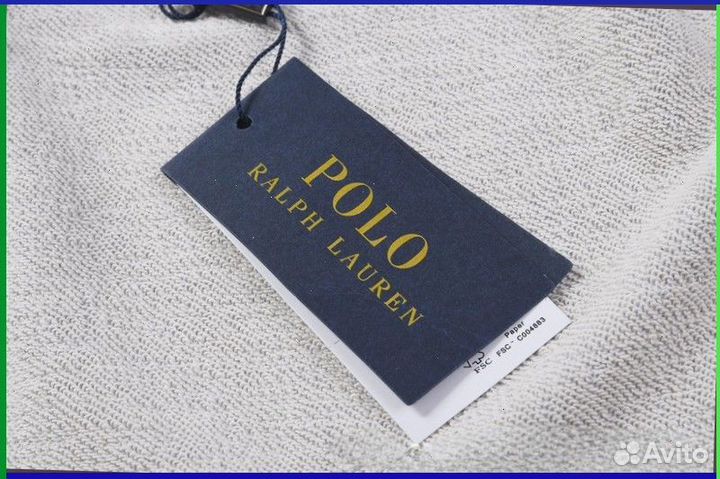 POLO
RALPH LAUREN
Paper
FSC FSC - C004883
Avito